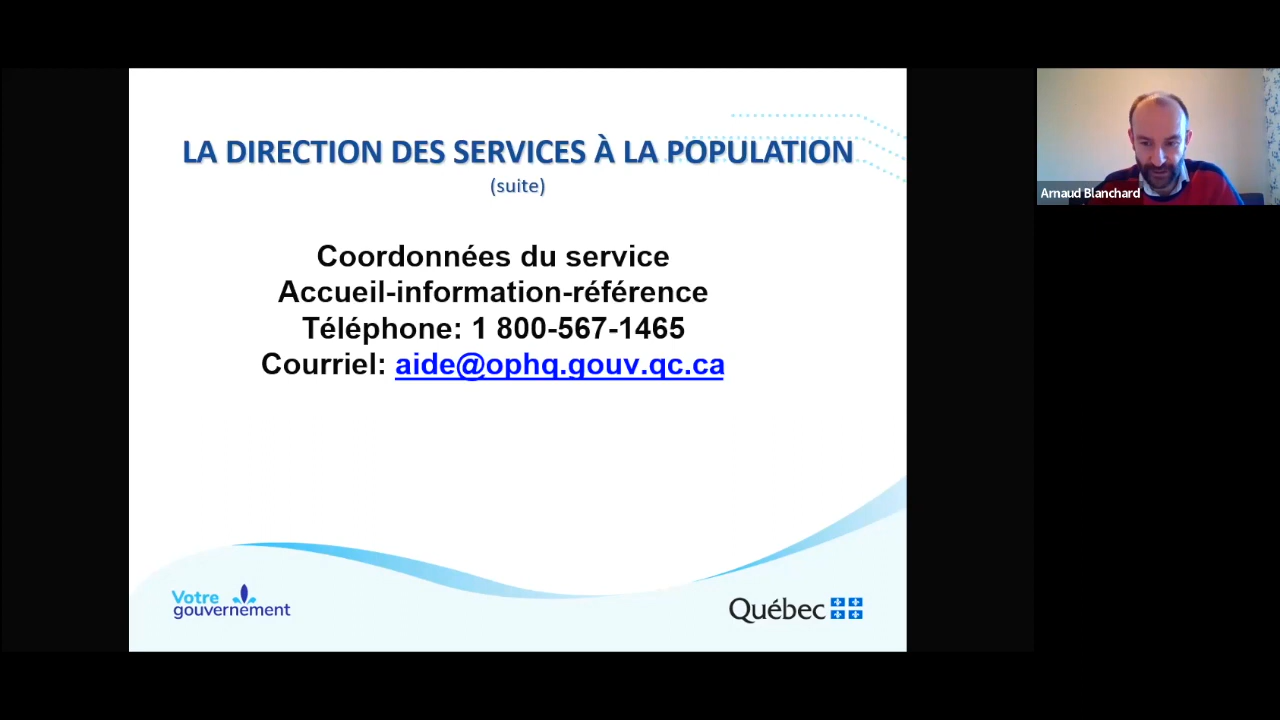 LA DIRECTION DES SERVICES À LA POPULATION
(suite)
Coordonnées du service
Accueil-information-référence
Téléphone: 1 800-567-1465
Courriel: aide@ophq.gouv.qc.ca
Votre
gouvernement
Québec
Arnaud Blanchard